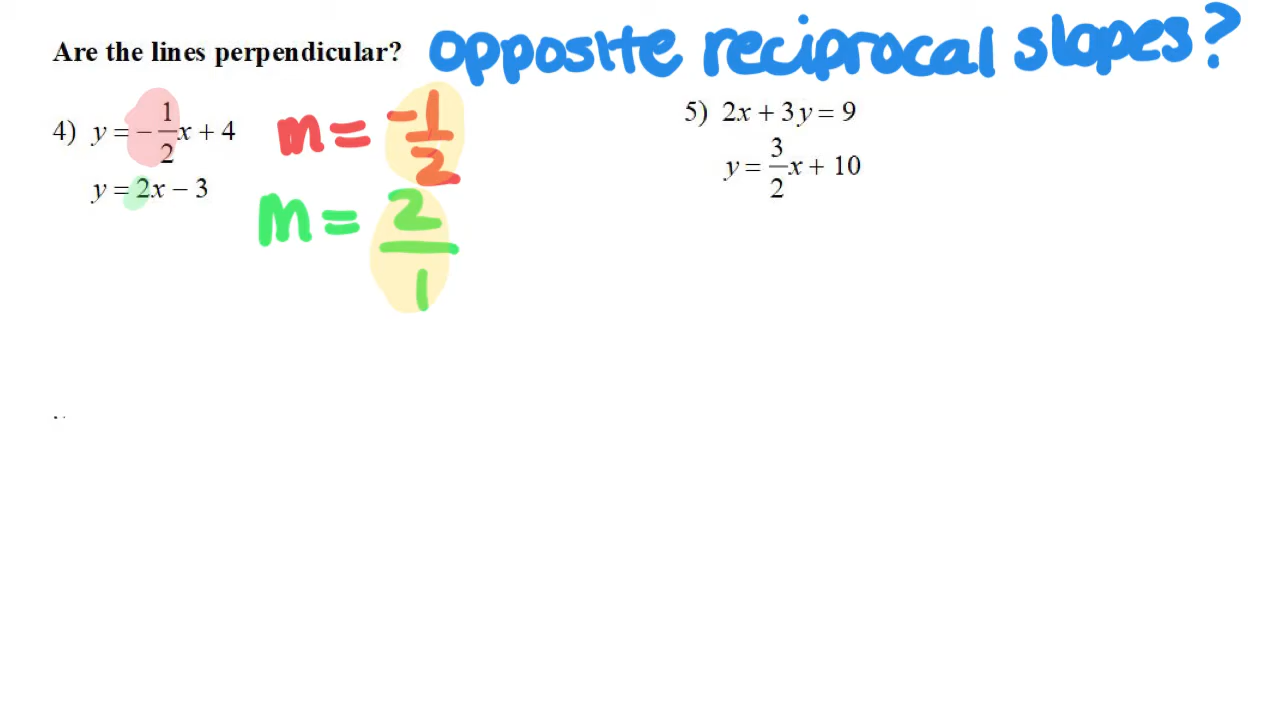 Are the lines perpendicular? opposite reciprocal slopes?
4) y = -1/2x + 4
m = -1/2
y = 2x - 3
m = 2/1
5) 2x + 3y = 9
y = 3/2x + 10